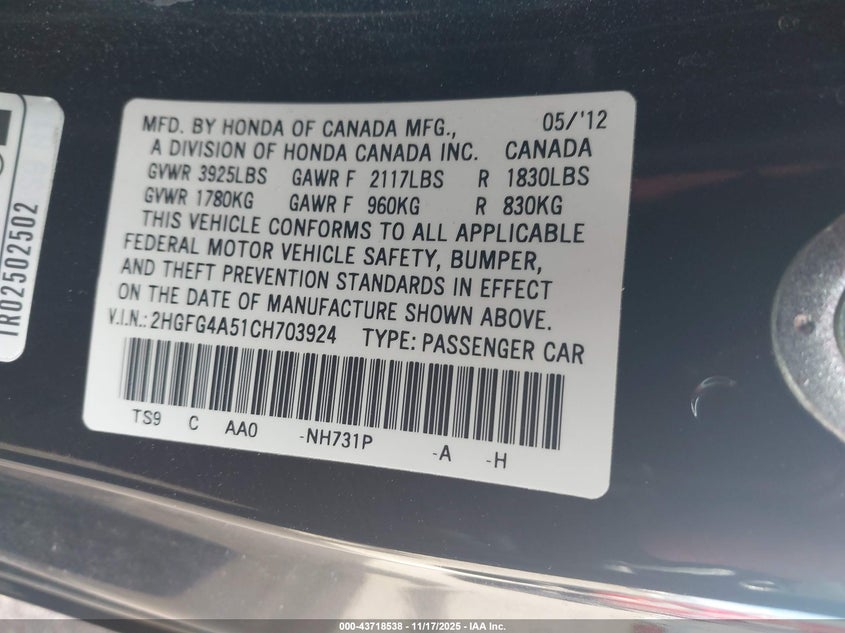 MFD. BY HONDA OF CANADA MFG., 05/'12
A DIVISION OF HONDA CANADA INC. CANADA
GVWR 3925LBS GAWR F 2117LBS R 1830LBS
GVWR 1780KG GAWR F 960KG R 830KG
THIS VEHICLE CONFORMS TO ALL APPLICABLE
FEDERAL MOTOR VEHICLE SAFETY, BUMPER,
AND THEFT PREVENTION STANDARDS IN EFFECT
ON THE DATE OF MANUFACTURE SHOWN ABOVE.
V.I.N.: 2HGFG4A51CH703924 TYPE: PASSENGER CAR
TS9 C AA0 -NH731P -A -H
1R02502502
000-43718538 - 11/17/2025 - IAA Inc.